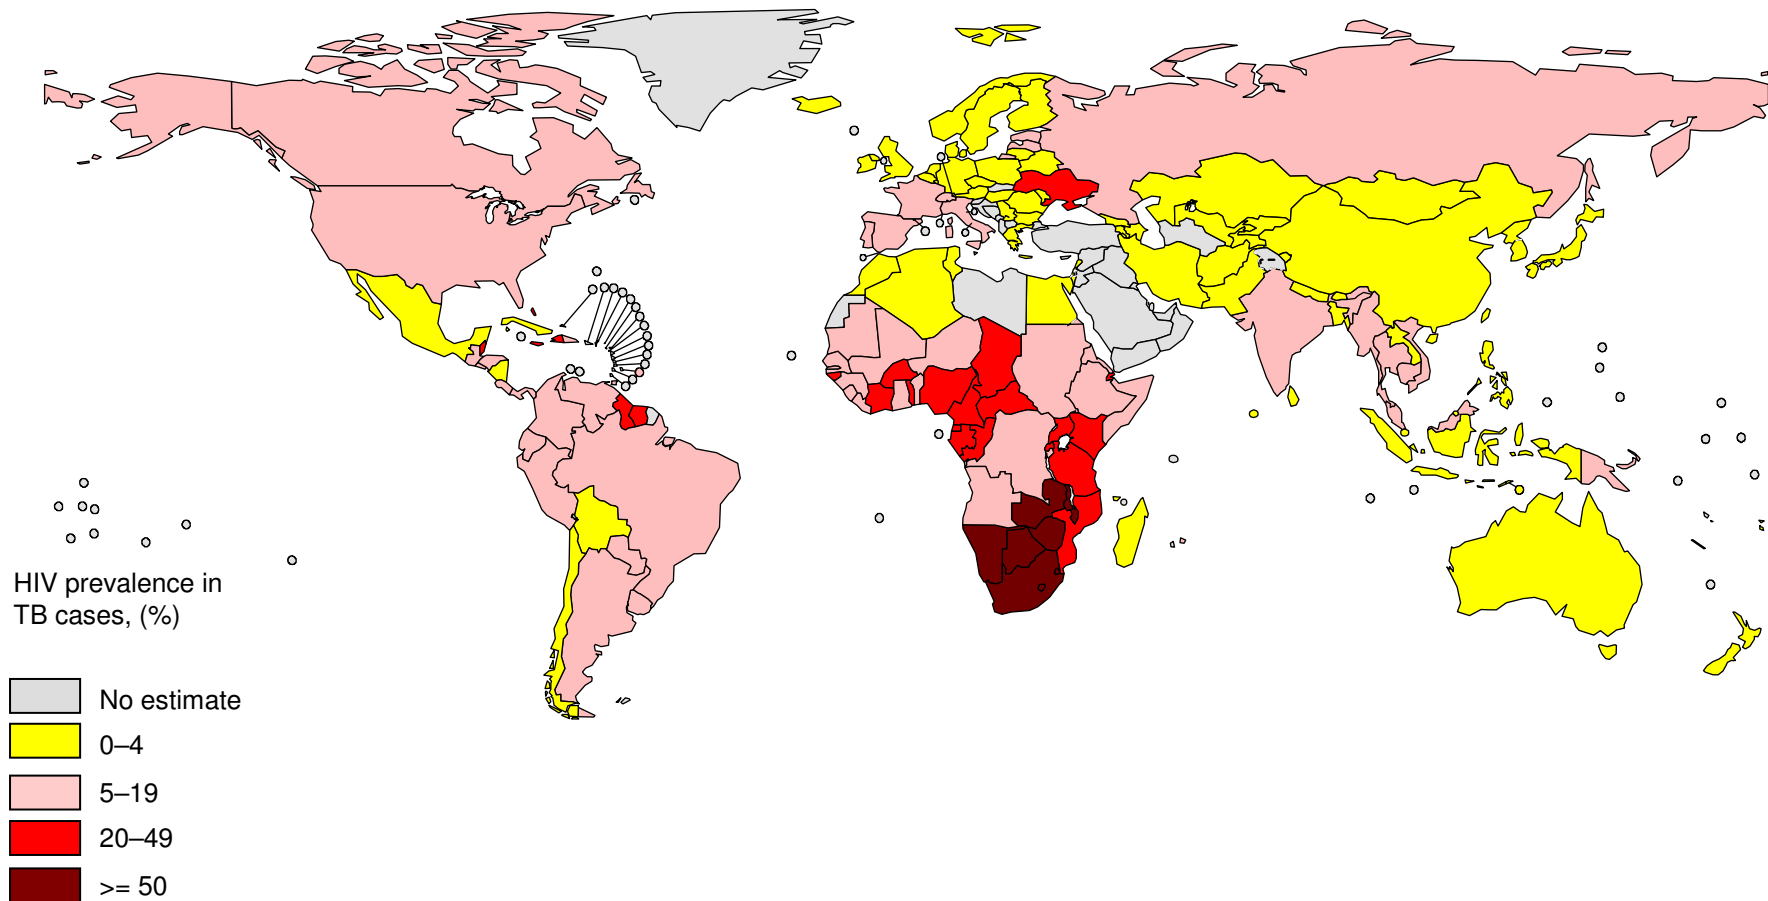 HIV prevalence in
TB cases, (%)
No estimate
0–4
5–19
20–49
>= 50